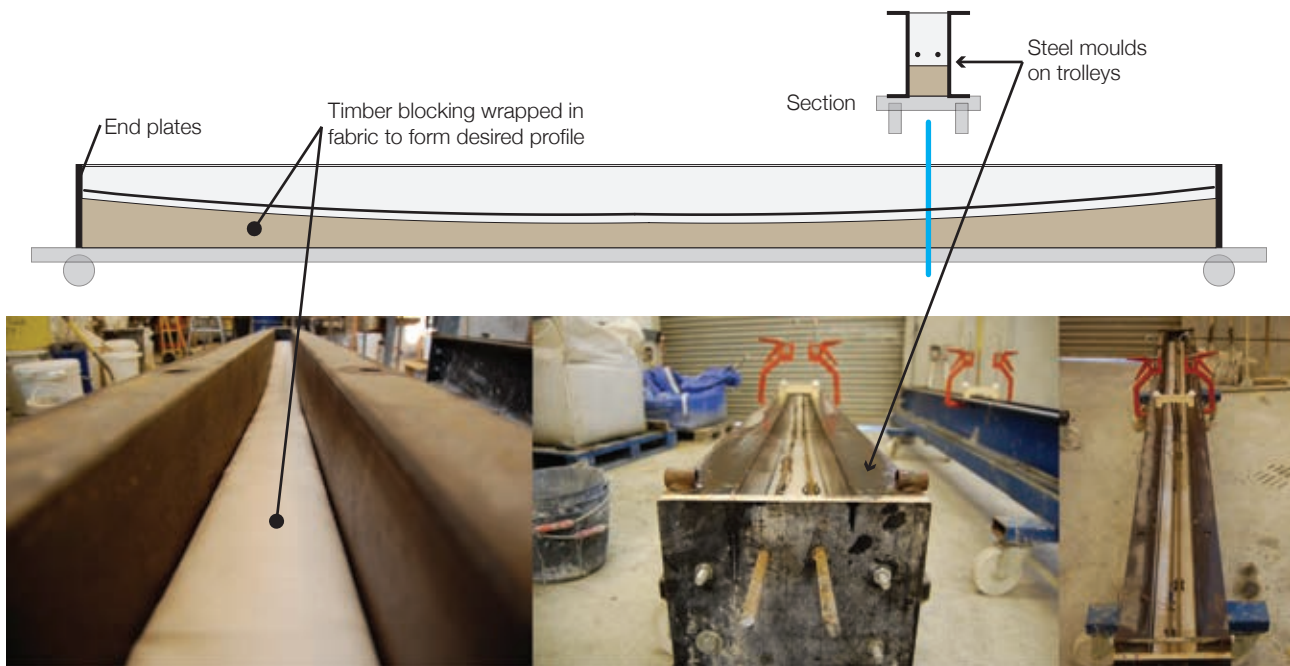 Steel moulds
on trolleys
Section
Timber blocking wrapped in
fabric to form desired profile
End plates